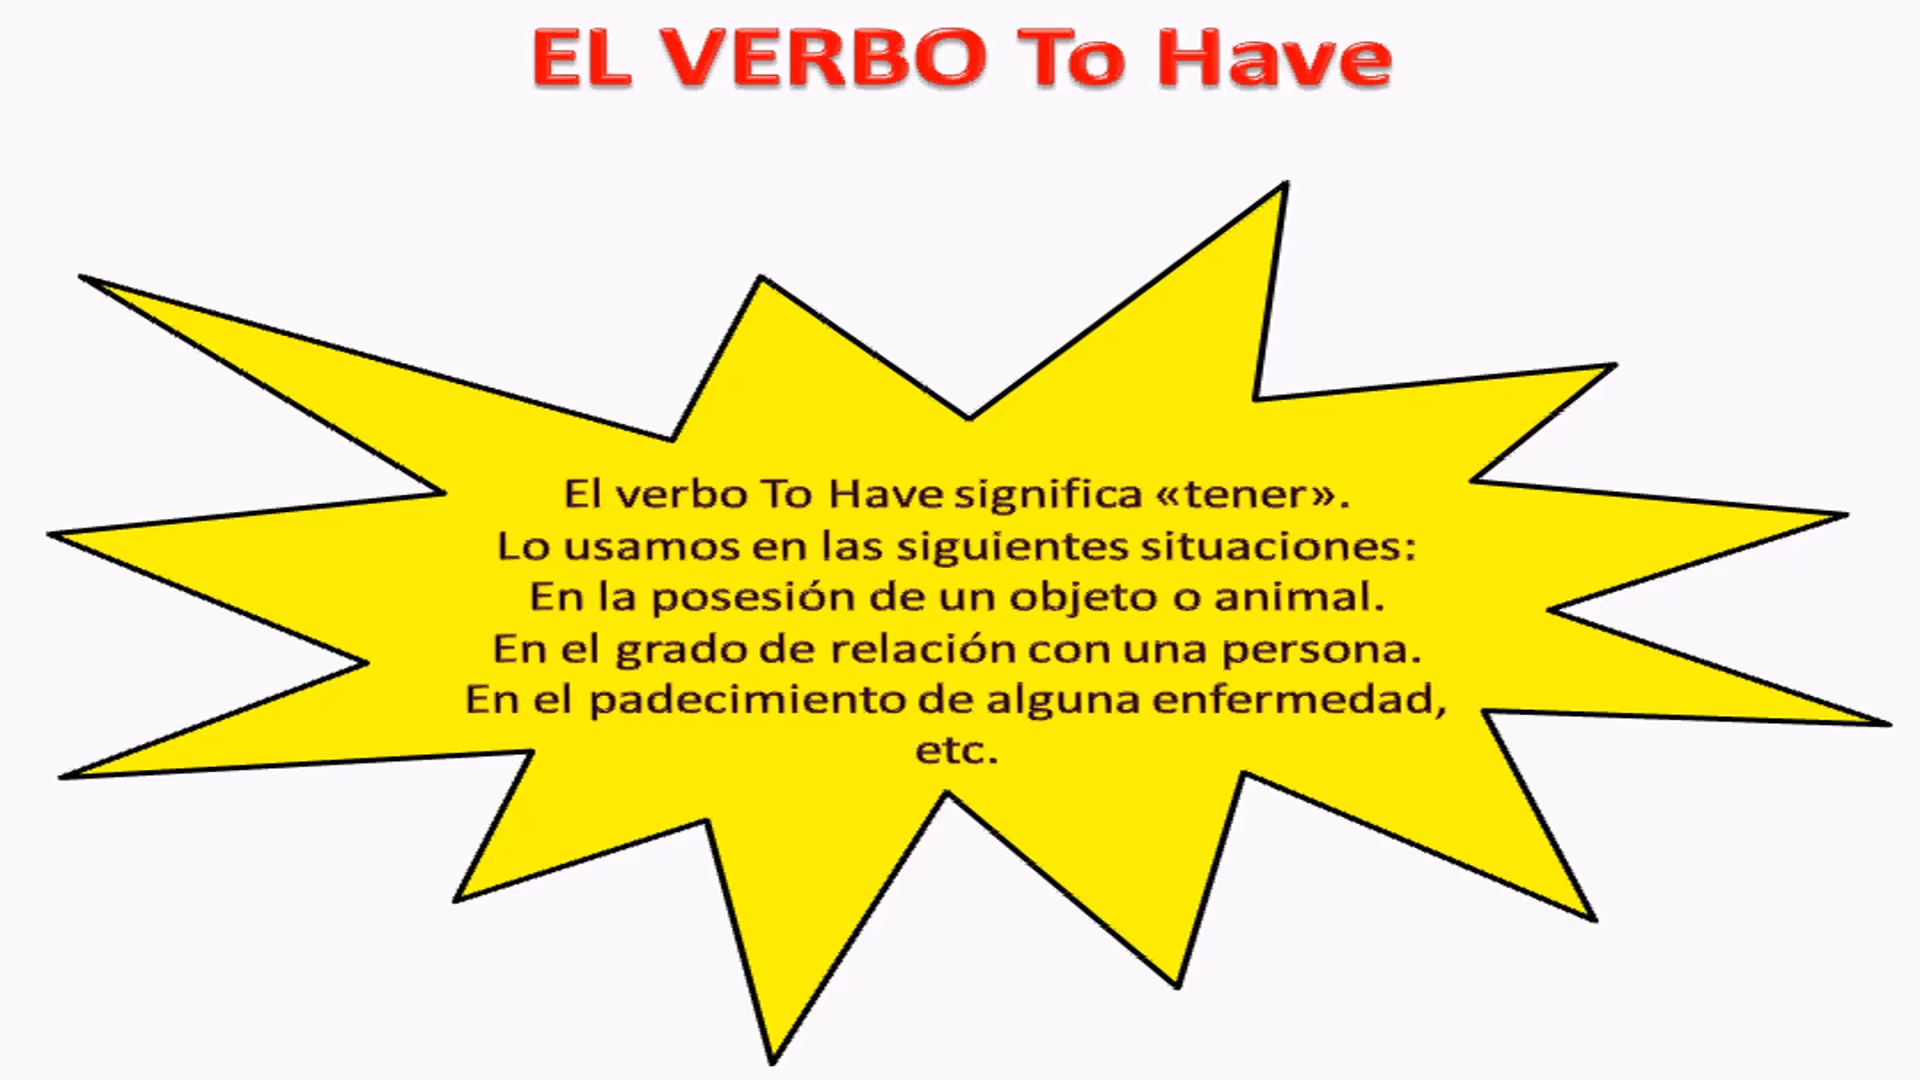 EL VERBO To Have
El verbo To Have significa «tener».
Lo usamos en las siguientes situaciones:
En la posesión de un objeto o animal.
En el grado de relación con una persona.
En el padecimiento de alguna enfermedad,
etc.